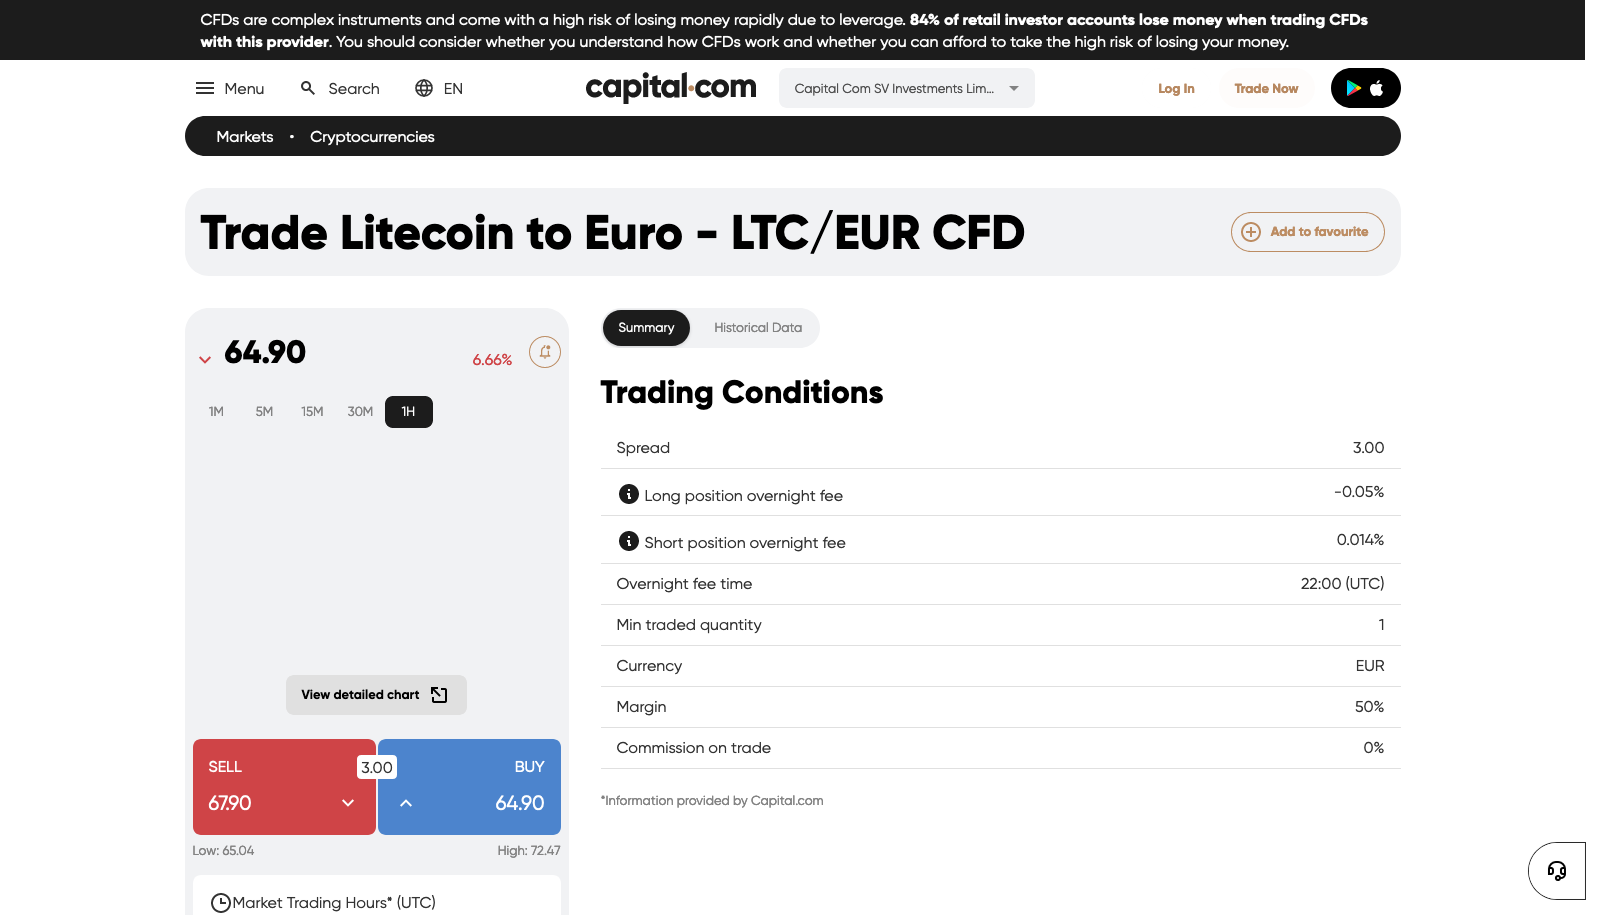 CFDs are complex instruments and come with a high risk of losing money rapidly due to leverage. 84% of retail investor accounts lose money when trading CFDs
with this provider. You should consider whether you understand how CFDs work and whether you can afford to take the high risk of losing your money.
Menu Search EN capital.com Capital Com SV Investments Lim... Log In Trade Now
Markets • Cryptocurrencies
Trade Litecoin to Euro - LTC/EUR CFD
Add to favourite
64.90 6.66%
1M 5M 15M 30M 1H
View detailed chart
SELL 3.00 BUY
67.90 64.90
Low: 65.04 High: 72.47
Market Trading Hours* (UTC)
Summary Historical Data
Trading Conditions
Spread 3.00
Long position overnight fee -0.05%
Short position overnight fee 0.014%
Overnight fee time 22:00 (UTC)
Min traded quantity 1
Currency EUR
Margin 50%
Commission on trade 0%
*Information provided by Capital.com